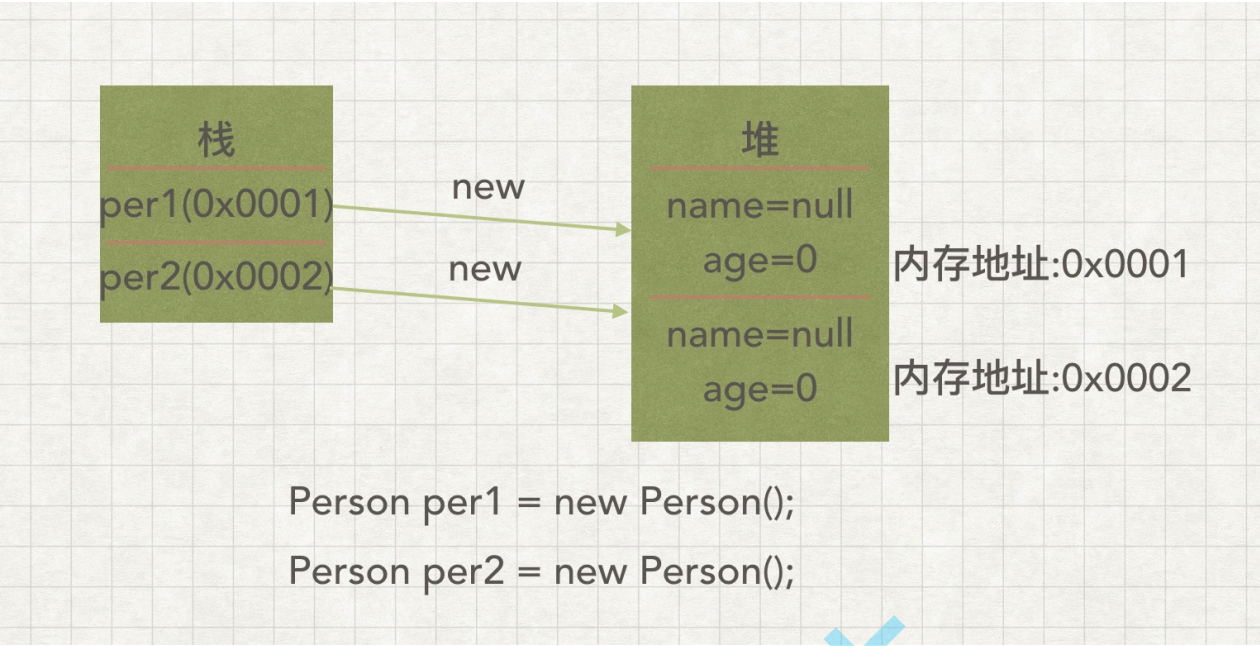 栈
per1(0x0001)
per2(0x0002)
new
new
堆
name=null
age=0
内存地址:0x0001
name=null
age=0
内存地址:0x0002
Person per1 = new Person();
Person per2 = new Person();